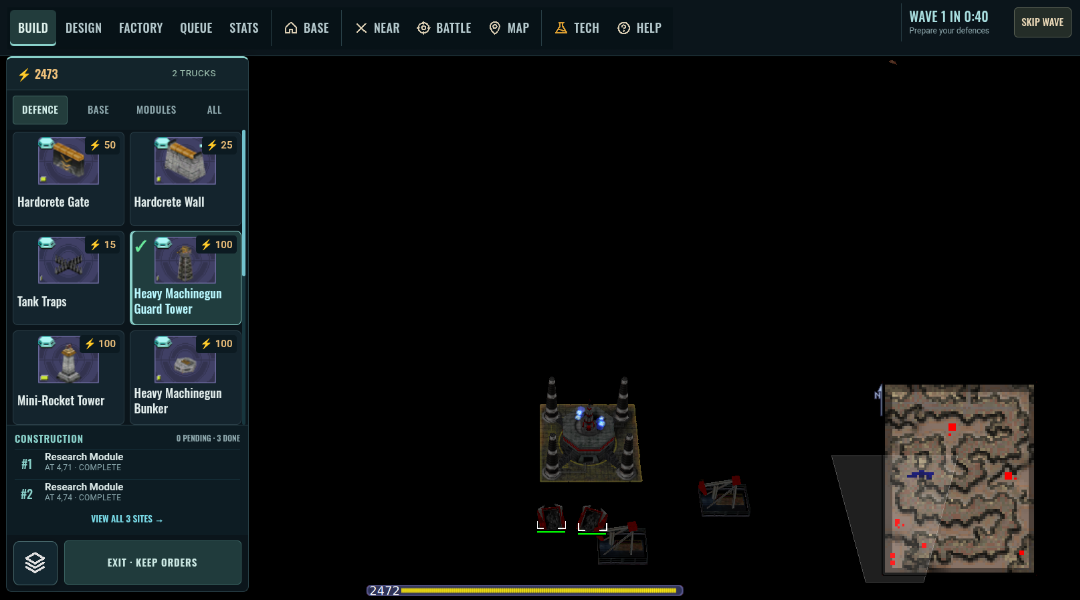 BUILD DESIGN FACTORY QUEUE STATS BASE NEAR BATTLE MAP TECH HELP
WAVE 1 IN 0:40
Prepare your defences
SKIP WAVE
2473
2 TRUCKS
DEFENCE BASE MODULES ALL
50
Hardcrete Gate
25
Hardcrete Wall
15
Tank Traps
100
Heavy Machinegun
Guard Tower
100
Mini-Rocket Tower
100
Heavy Machinegun
Bunker
CONSTRUCTION
0 PENDING · 3 DONE
#1
Research Module
AT 4,71 · COMPLETE
#2
Research Module
AT 4,74 · COMPLETE
VIEW ALL 3 SITES →
EXIT · KEEP ORDERS
2472
N